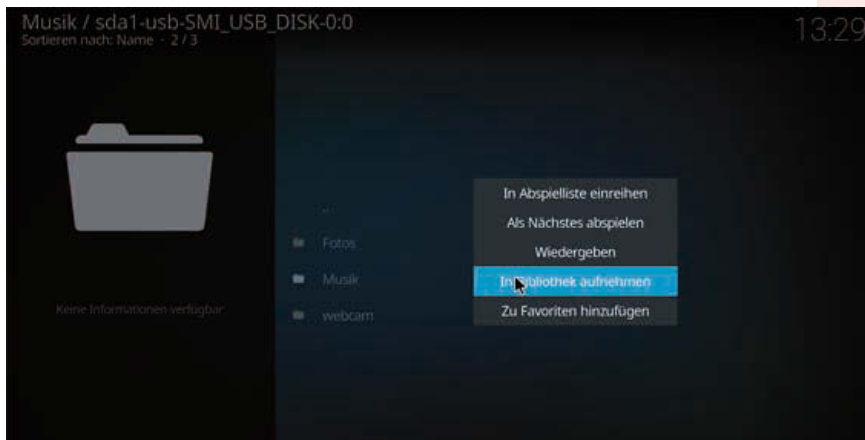 Musik / sda1-usb-SMI_USB_DISK-0:0
13:29
Sortieren nach: Name · 2 / 3
In Abspielliste einreihen
Als Nächstes abspielen
..
Fotos
Wiedergeben
Musik
In Bibliothek aufnehmen
Keine Informationen verfügbar
webcam
Zu Favoriten hinzufügen